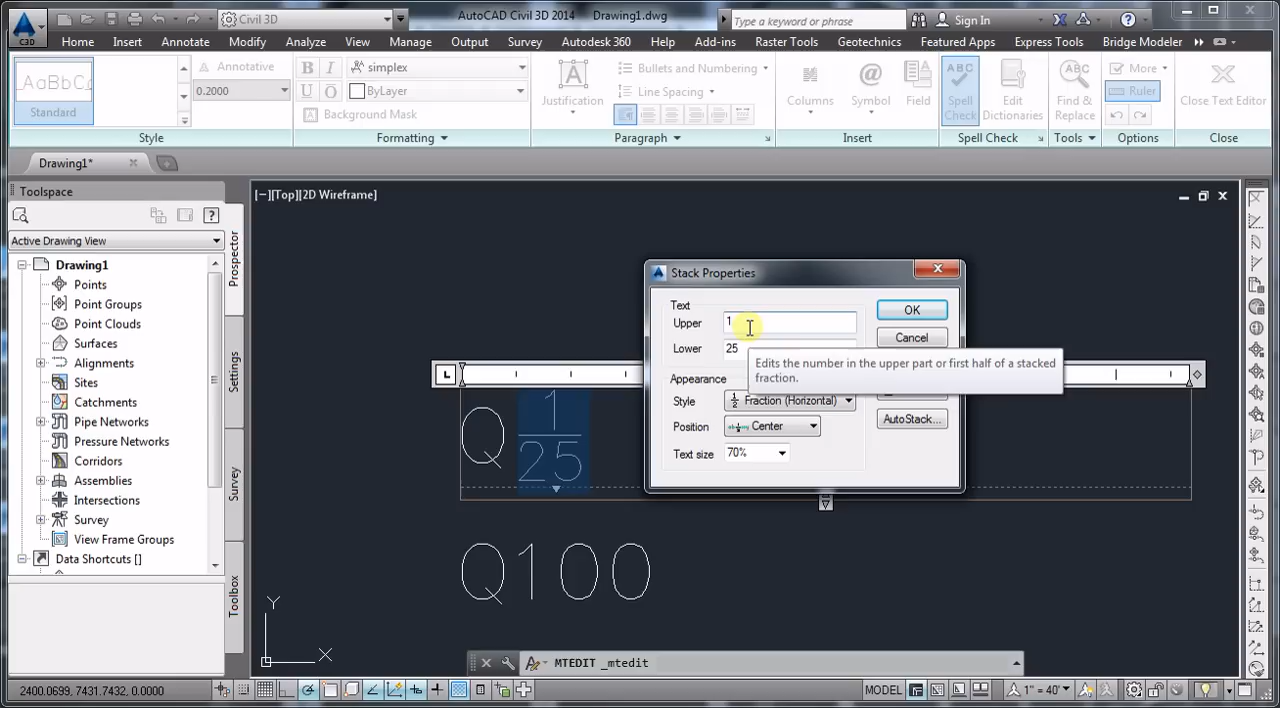 Civil 3D
AutoCAD Civil 3D 2014 Drawing1.dwg
Type a keyword or phrase
Sign In
C3D
Home Insert Annotate Modify Analyze View Manage Output Survey Autodesk 360 Help Add-ins Raster Tools Geotechnics Featured Apps Express Tools Bridge Modeler
AaBbCc
Standard
Annotative
0.2000
Style
B I simplex
U O ByLayer
Background Mask
Formatting
Justification
Bullets and Numbering
Line Spacing
Paragraph
Columns
Symbol
Field
Insert
ABC
Spell Check
Edit Dictionaries
Spell Check
ABC
Find & Replace
Tools
More
Ruler
Options
Close Text Editor
Close
Drawing1*
Toolspace
Active Drawing View
Drawing1
Points
Point Groups
Point Clouds
Surfaces
Alignments
Sites
Catchments
Pipe Networks
Pressure Networks
Corridors
Assemblies
Intersections
Survey
View Frame Groups
Data Shortcuts []
Prospector
Settings
Survey
Toolbox
[−][Top][2D Wireframe]
Stack Properties
Text
Upper 1
Lower 25
OK
Cancel
Edits the number in the upper part or first half of a stacked
fraction.
Appearance
Style 1/2 Fraction (Horizontal)
Position Center
Text size 70%
AutoStack...
Q 1
25
Q100
Y
X
MTEDIT _mtedit
2400.0699, 7431.7432, 0.0000
MODEL
1" = 40'